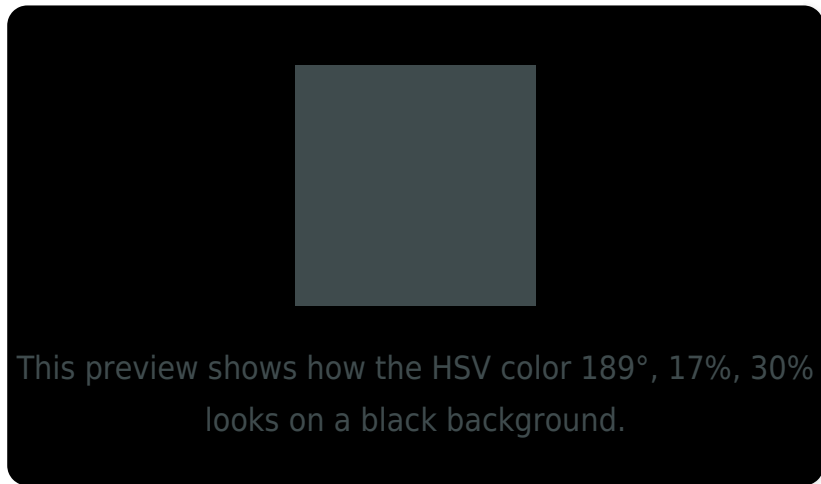 This preview shows how the HSV color 189°, 17%, 30%
looks on a black background.